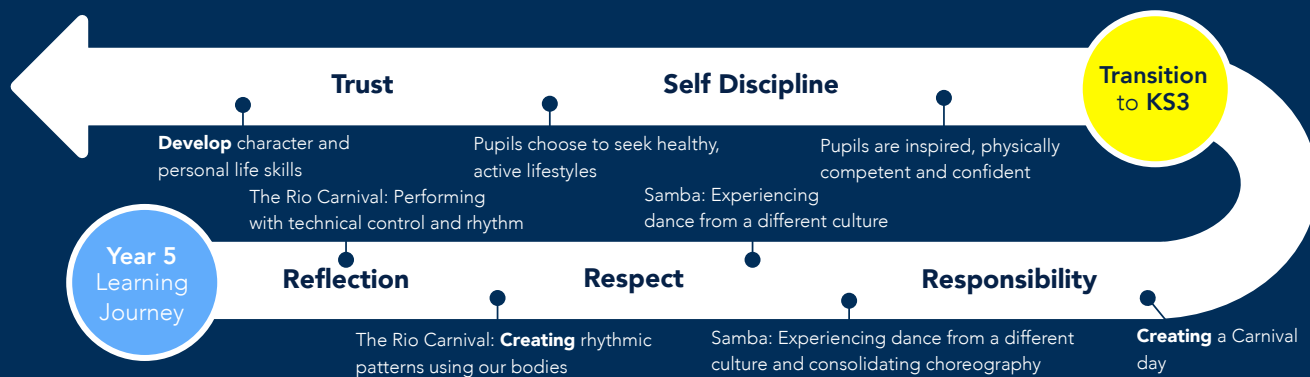 Trust
Self Discipline
Transition
to KS3
Develop character and
personal life skills
Pupils choose to seek healthy,
active lifestyles
Pupils are inspired, physically
competent and confident
The Rio Carnival: Performing
with technical control and rhythm
Samba: Experiencing
dance from a different culture
Year 5
Learning
Journey
Reflection
Respect
Responsibility
The Rio Carnival: Creating rhythmic
patterns using our bodies
Samba: Experiencing dance from a different
culture and consolidating choreography
Creating a Carnival
day